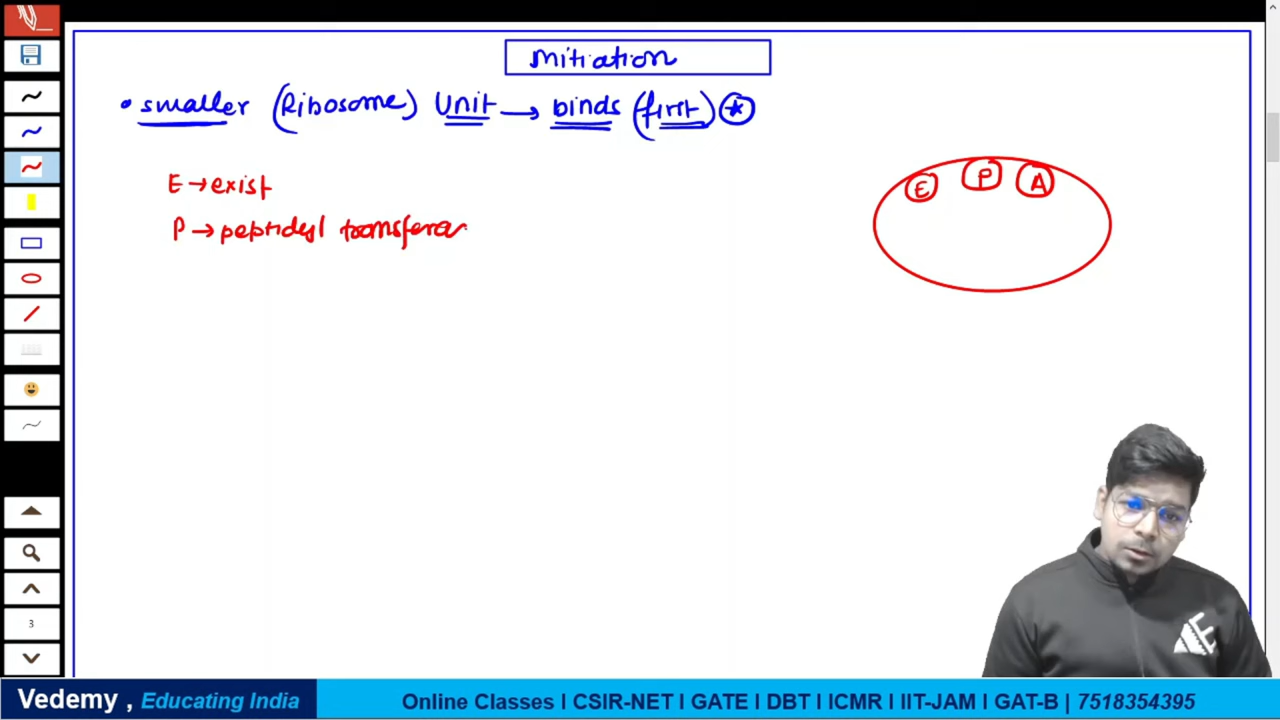 Initiation
• smaller (Ribosome) Unit → binds (first) *
E → exist
P → peptidyl transfera
E P A
3
Vedemy , Educating India
Online Classes I CSIR-NET I GATE I DBT I ICMR I IIT-JAM I GAT-B I 7518354395